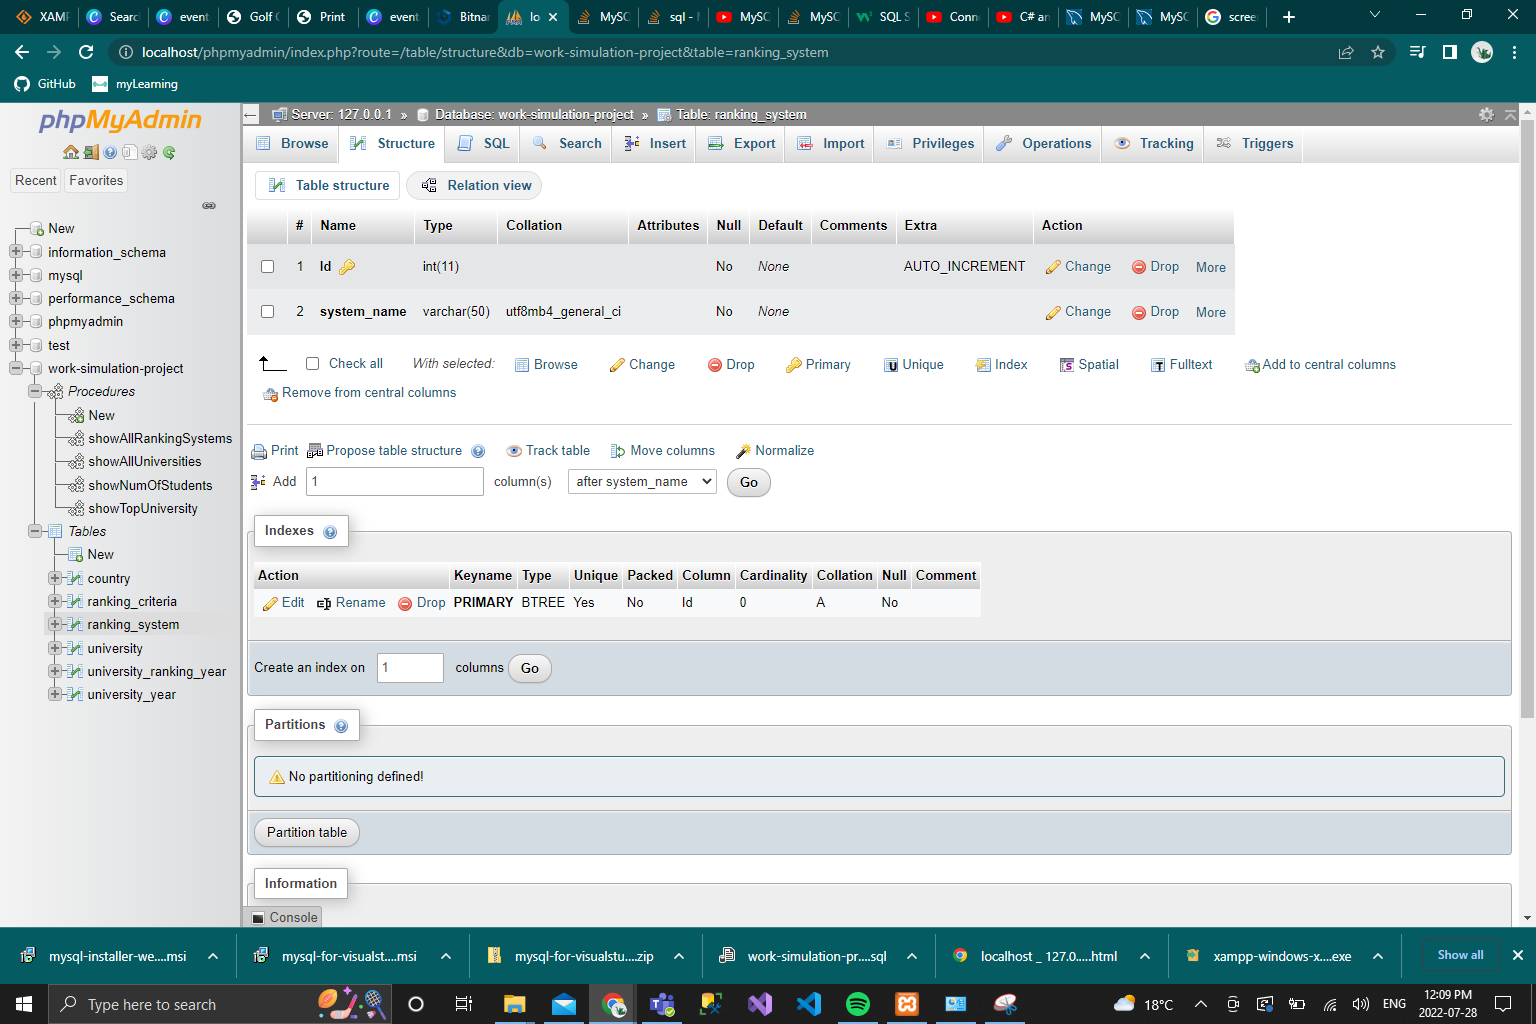 XAMF Searc event Golf C Print event Bitnar lo MySC sql - N MySC MySC SQL S Conn C# an MySC MySC scree
localhost/phpmyadmin/index.php?route=/table/structure&db=work-simulation-project&table=ranking_system
GitHub myLearning
phpMyAdmin
Recent Favorites
New
information_schema
mysql
performance_schema
phpmyadmin
test
work-simulation-project
Procedures
New
showAllRankingSystems
showAllUniversities
showNumOfStudents
showTopUniversity
Tables
New
country
ranking_criteria
ranking_system
university
university_ranking_year
university_year
Server: 127.0.0.1 » Database: work-simulation-project » Table: ranking_system
Browse Structure SQL Search Insert Export Import Privileges Operations Tracking Triggers
Table structure Relation view
# Name Type Collation Attributes Null Default Comments Extra Action
1 Id int(11) No None AUTO_INCREMENT Change Drop More
2 system_name varchar(50) utf8mb4_general_ci No None Change Drop More
Check all With selected: Browse Change Drop Primary Unique Index Spatial Fulltext Add to central columns
Remove from central columns
Print Propose table structure Track table Move columns Normalize
Add 1 column(s) after system_name Go
Indexes
Action Keyname Type Unique Packed Column Cardinality Collation Null Comment
Edit Rename Drop PRIMARY BTREE Yes No Id 0 A No
Create an index on 1 columns Go
Partitions
No partitioning defined!
Partition table
Information
Console
mysql-installer-we....msi mysql-for-visualst....msi mysql-for-visualstu....zip work-simulation-pr....sql localhost _ 127.0.....html xampp-windows-x....exe Show all
Type here to search 18°C ENG 12:09 PM
2022-07-28